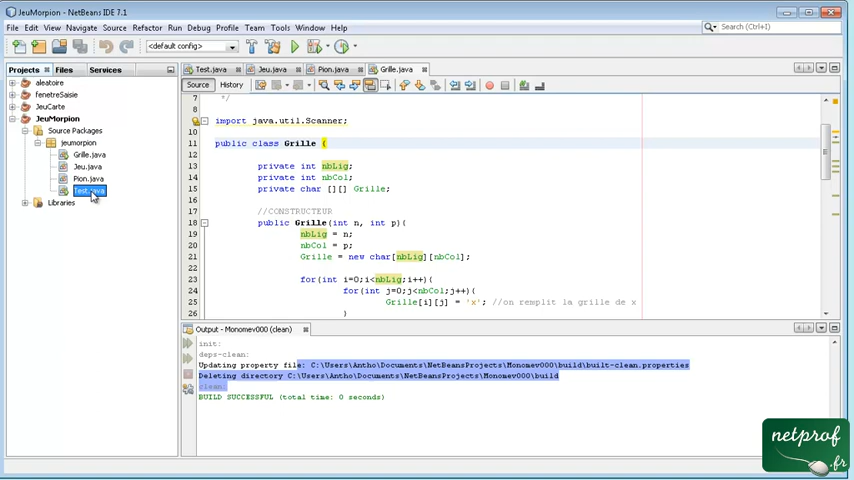 JeuMorpion - NetBeans IDE 7.1
File Edit View Navigate Source Refactor Run Debug Profile Team Tools Window Help
Search (Ctrl+I)
<default config>
Projects Files Services
Test.java Jeu.java Pion.java Grille.java
Source History
aleatoire
fenetreSaisie
JeuCarte
JeuMorpion
Source Packages
jeumorpion
Grille.java
Jeu.java
Pion.java
Test.java
Libraries
7 */
8
9 import java.util.Scanner;
10
11 public class Grille {
12
13 private int nbLig;
14 private int nbCol;
15 private char [][] Grille;
16
17 //CONSTRUCTEUR
18 public Grille(int n, int p){
19 nbLig = n;
20 nbCol = p;
21 Grille = new char[nbLig][nbCol];
22
23 for(int i=0;i<nbLig;i++){
24 for(int j=0;j<nbCol;j++){
25 Grille[i][j] = 'x'; //on remplit la grille de x
26 }
Output - Monomev000 (clean)
init:
deps-clean:
Updating property file: C:\Users\Antho\Documents\NetBeansProjects\Monomev000\build\built-clean.properties
Deleting directory C:\Users\Antho\Documents\NetBeansProjects\Monomev000\build
clean:
BUILD SUCCESSFUL (total time: 0 seconds)
netprof
.fr